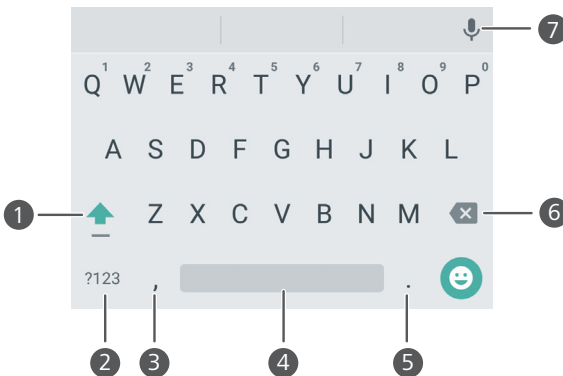 7
1 2 3 4 5 6 7 8 9 0
Q W E R T Y U I O P
A S D F G H J K L
1 Z X C V B N M 6
?123 , .
2 3 4 5